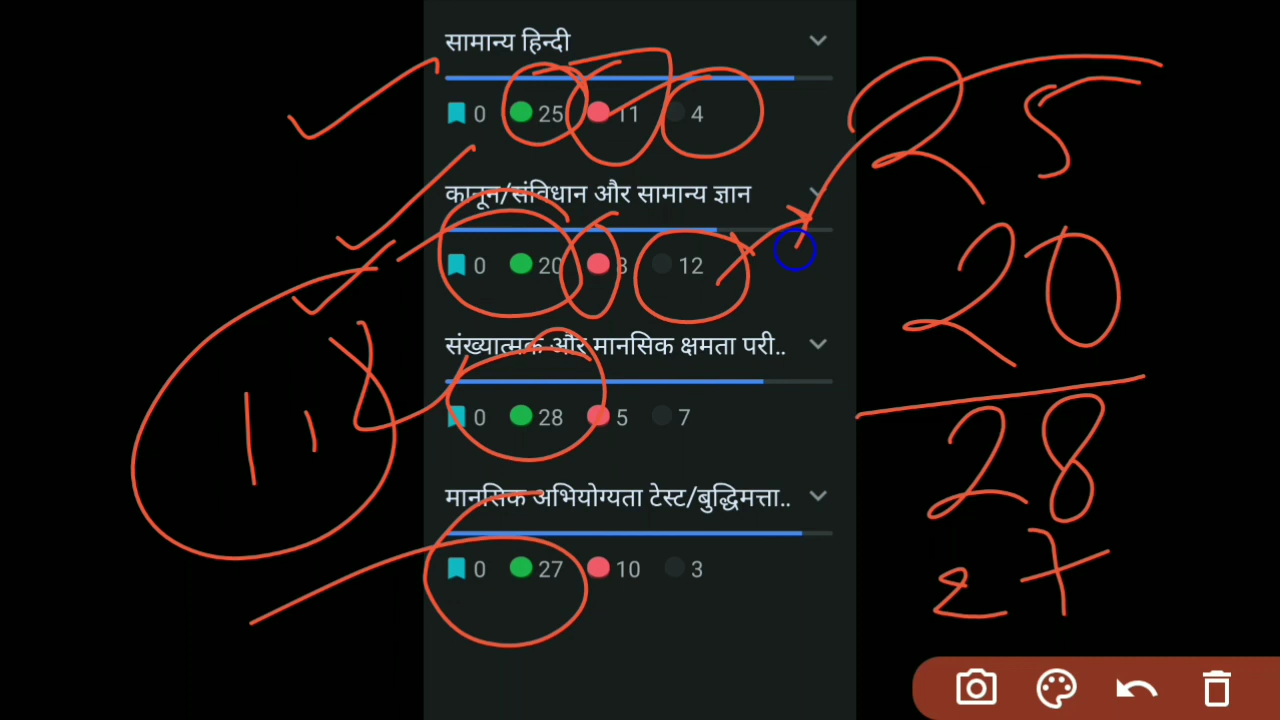 सामान्य हिन्दी
0 25 11 4
कानून/संविधान और सामान्य ज्ञान
0 20 8 12
संख्यात्मक और मानसिक क्षमता परी..
0 28 5 7
मानसिक अभियोग्यता टेस्ट/बुद्धिमत्ता..
0 27 10 3
25
20
28
27